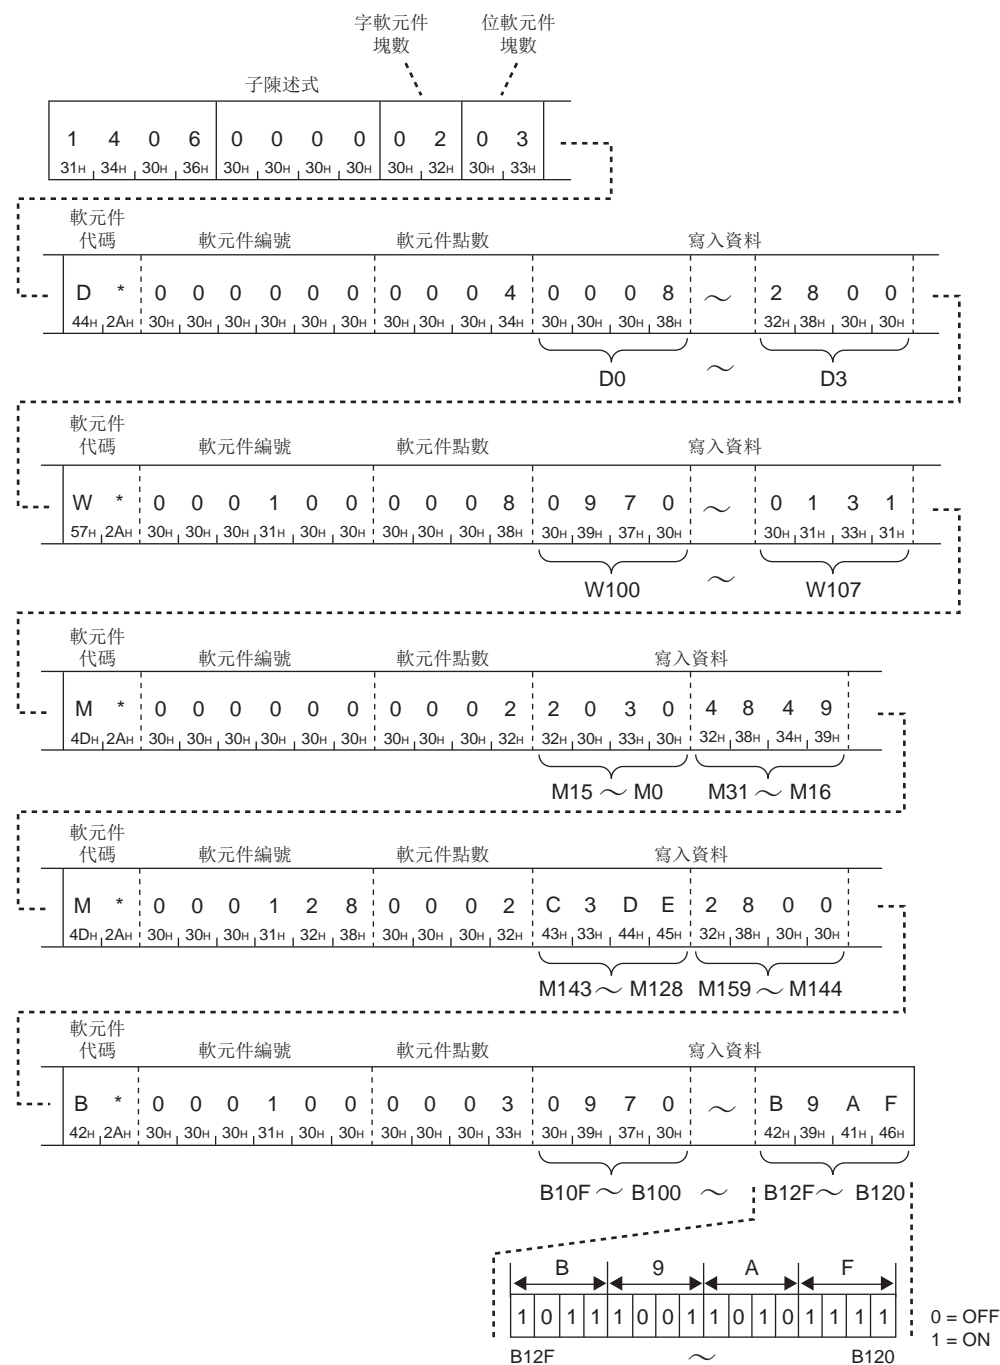 字軟元件 位軟元件
塊數 塊數
子陳述式
1 4 0 6 0 0 0 0 0 2 0 3
31H 34H 30H 36H 30H 30H 30H 30H 30H 32H 30H 33H
軟元件
代碼 軟元件編號 軟元件點數 寫入資料
D * 0 0 0 0 0 0 0 0 0 4 0 0 0 8 ~ 2 8 0 0
44H 2AH 30H 30H 30H 30H 30H 30H 30H 30H 30H 34H 30H 30H 30H 38H 32H 38H 30H 30H
D0 ~ D3
軟元件
代碼 軟元件編號 軟元件點數 寫入資料
W * 0 0 0 1 0 0 0 0 0 8 0 9 7 0 ~ 0 1 3 1
57H 2AH 30H 30H 30H 31H 30H 30H 30H 30H 30H 38H 30H 39H 37H 30H 30H 31H 33H 31H
W100 ~ W107
軟元件
代碼 軟元件編號 軟元件點數 寫入資料
M * 0 0 0 0 0 0 0 0 0 2 2 0 3 0 4 8 4 9
4DH 2AH 30H 30H 30H 30H 30H 30H 30H 30H 30H 32H 32H 30H 33H 30H 32H 38H 34H 39H
M15 ~ M0 M31 ~ M16
軟元件
代碼 軟元件編號 軟元件點數 寫入資料
M * 0 0 0 1 2 8 0 0 0 2 C 3 D E 2 8 0 0
4DH 2AH 30H 30H 30H 31H 32H 38H 30H 30H 30H 32H 43H 33H 44H 45H 32H 38H 30H 30H
M143 ~ M128 M159 ~ M144
軟元件
代碼 軟元件編號 軟元件點數 寫入資料
B * 0 0 0 1 0 0 0 0 0 3 0 9 7 0 ~ B 9 A F
42H 2AH 30H 30H 30H 31H 30H 30H 30H 30H 30H 33H 30H 39H 37H 30H 42H 39H 41H 46H
B10F ~ B100 ~ B12F ~ B120
B 9 A F
1 0 1 1 1 0 0 1 1 0 1 0 1 1 1 1
0 = OFF
1 = ON
B12F ~ B120